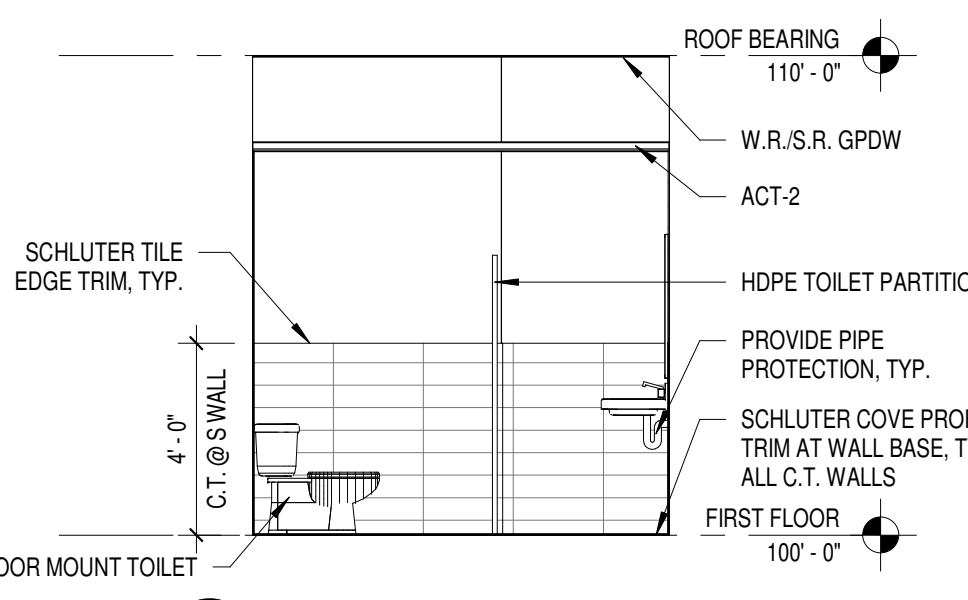 ROOF BEARING
110' - 0"
W.R./S.R. GPDW
ACT-2
SCHLUTER TILE
EDGE TRIM, TYP.
HDPE TOILET PARTITIO
PROVIDE PIPE
PROTECTION, TYP.
4' - 0"
C.T. @ S WALL
SCHLUTER COVE PROF
TRIM AT WALL BASE, T
ALL C.T. WALLS
FIRST FLOOR
100' - 0"
OOR MOUNT TOILET